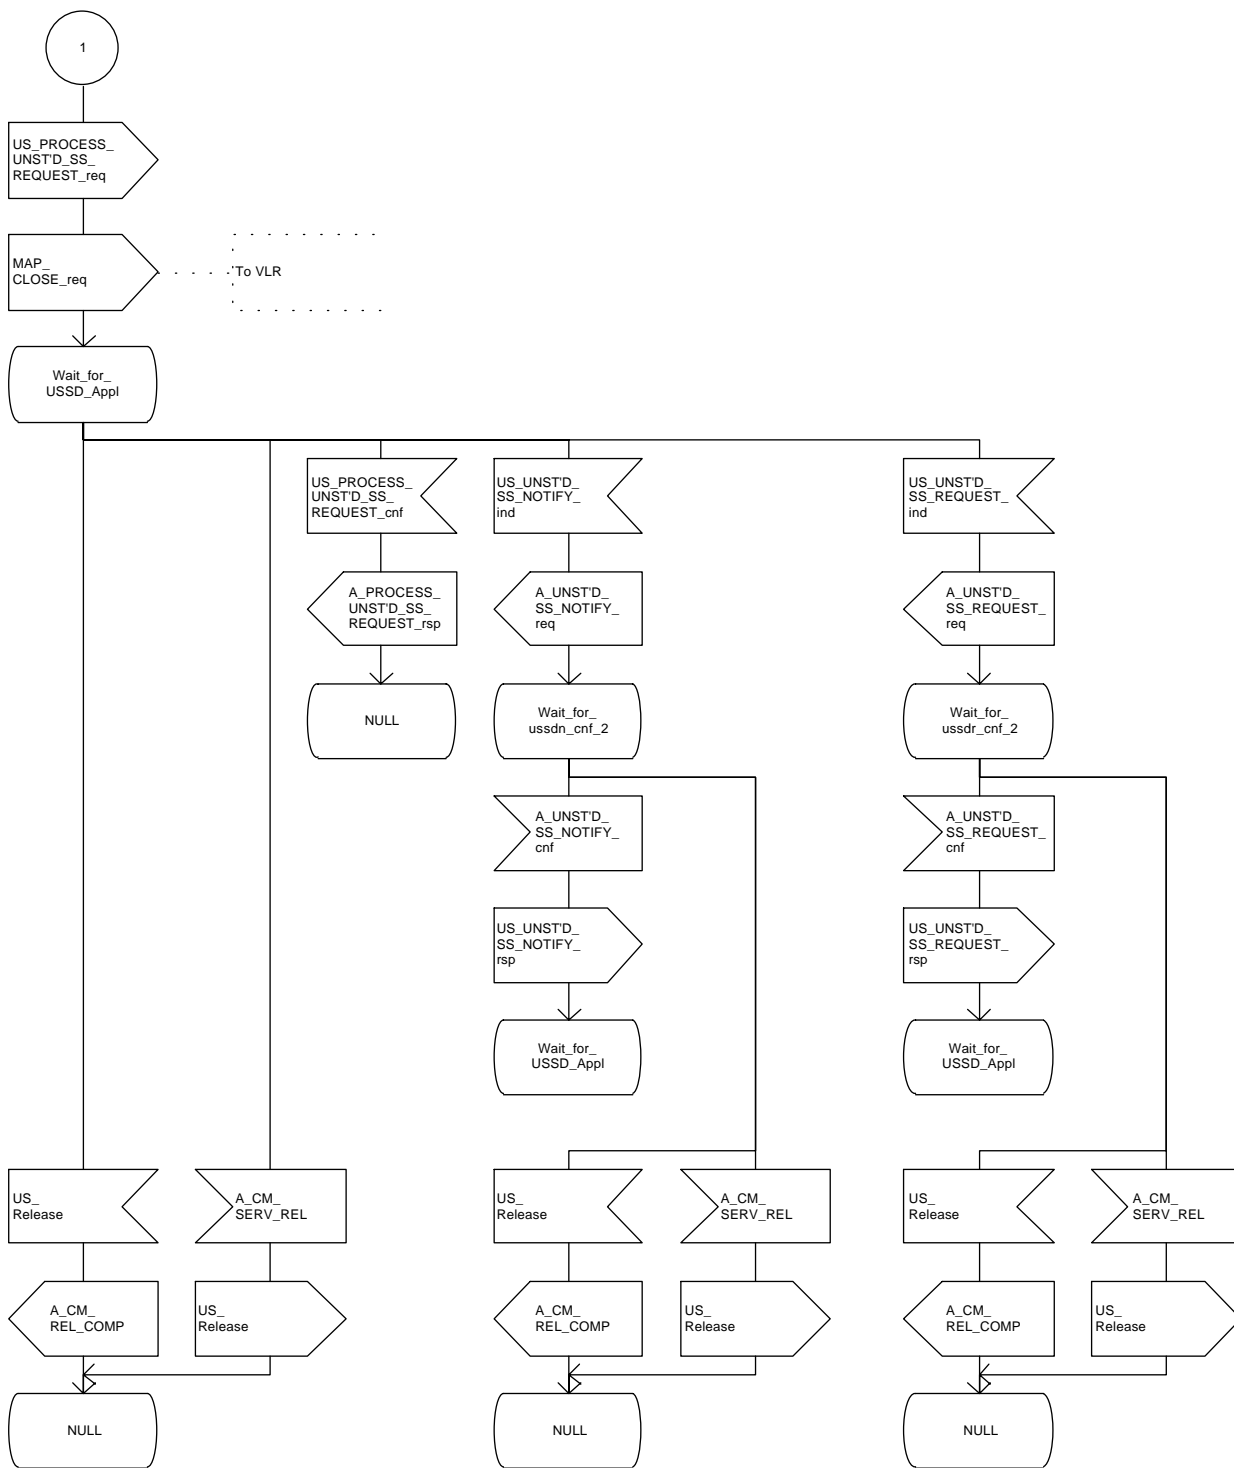 1
US_PROCESS_
UNST'D_SS_
REQUEST_req
MAP_
CLOSE_req
To VLR
Wait_for_
USSD_Appl
US_PROCESS_
UNST'D_SS_
REQUEST_cnf
US_UNST'D_
SS_NOTIFY_
ind
US_UNST'D_
SS_REQUEST_
ind
A_PROCESS_
UNST'D_SS_
REQUEST_rsp
A_UNST'D_
SS_NOTIFY_
req
A_UNST'D_
SS_REQUEST_
req
NULL
Wait_for_
ussdn_cnf_2
Wait_for_
ussdr_cnf_2
A_UNST'D_
SS_NOTIFY_
cnf
A_UNST'D_
SS_REQUEST_
cnf
US_UNST'D_
SS_NOTIFY_
rsp
US_UNST'D_
SS_REQUEST_
rsp
Wait_for_
USSD_Appl
Wait_for_
USSD_Appl
US_
Release
A_CM_
SERV_REL
US_
Release
A_CM_
SERV_REL
US_
Release
A_CM_
SERV_REL
A_CM_
REL_COMP
US_
Release
A_CM_
REL_COMP
US_
Release
A_CM_
REL_COMP
US_
Release
NULL
NULL
NULL